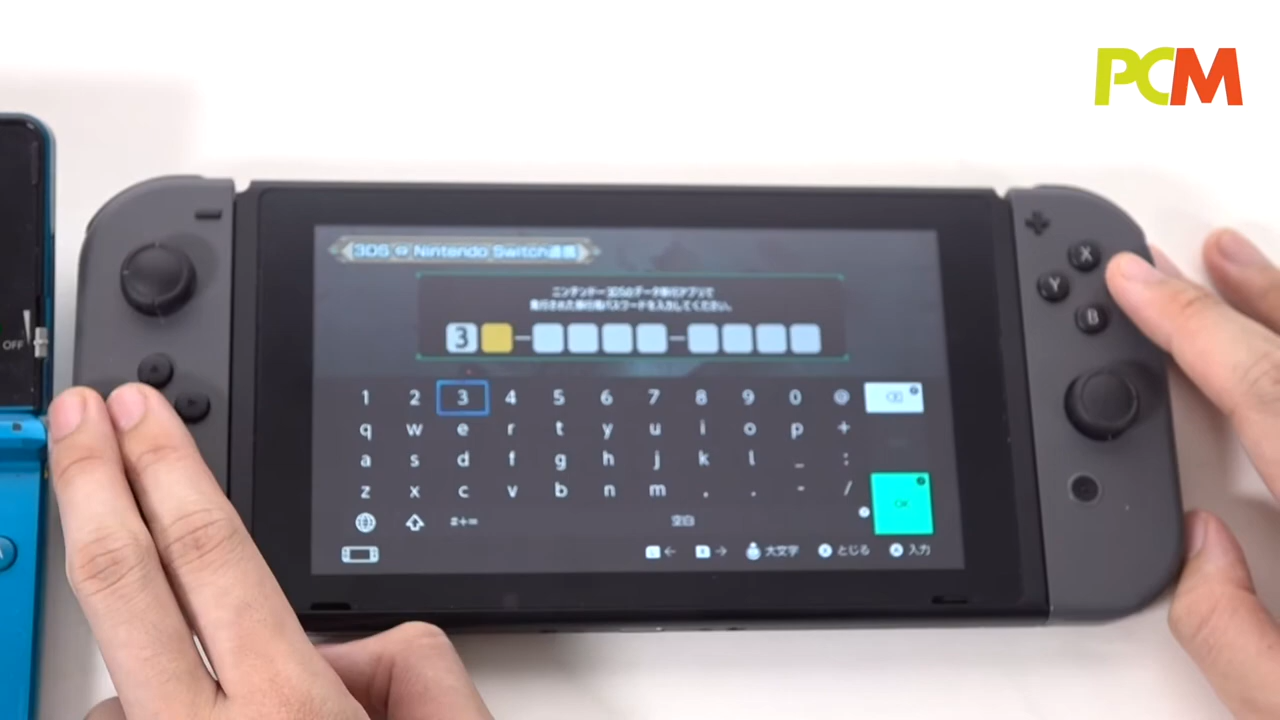 PCM
3DS ⇔ Nintendo Switch通信
ニンテンドー3DSのデータ移行アプリで
発行された移行用パスワードを入力してください。
3
1 2 3 4 5 6 7 8 9 0 @
q w e r t y u i o p +
a s d f g h j k l _ :
z x c v b n m , . - /
OK
#+= 空白
L ← R → 大文字 X とじる A 入力
X
Y
B
OFF
A